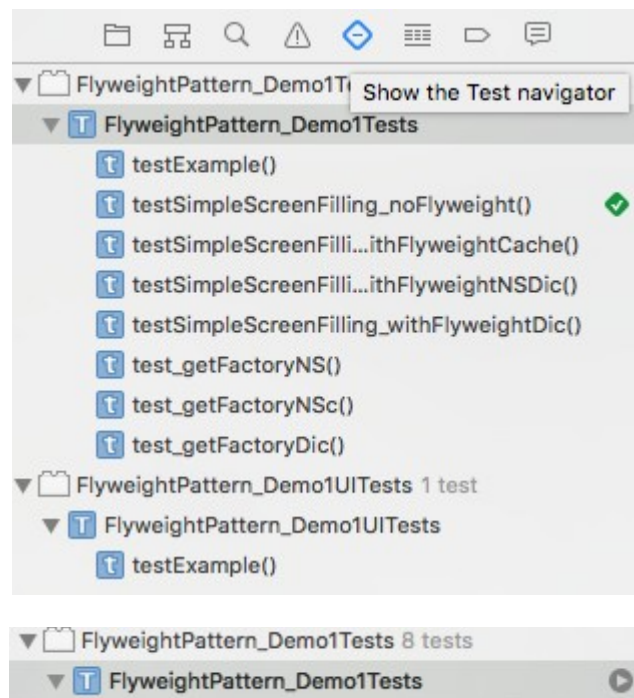 FlyweightPattern_Demo1Te
Show the Test navigator
T FlyweightPattern_Demo1Tests
t testExample()
t testSimpleScreenFilling_noFlyweight()
t testSimpleScreenFilli...ithFlyweightCache()
t testSimpleScreenFilli...ithFlyweightNSDic()
t testSimpleScreenFilling_withFlyweightDic()
t test_getFactoryNS()
t test_getFactoryNSc()
t test_getFactoryDic()
FlyweightPattern_Demo1UITests 1 test
T FlyweightPattern_Demo1UITests
t testExample()
FlyweightPattern_Demo1Tests 8 tests
T FlyweightPattern_Demo1Tests